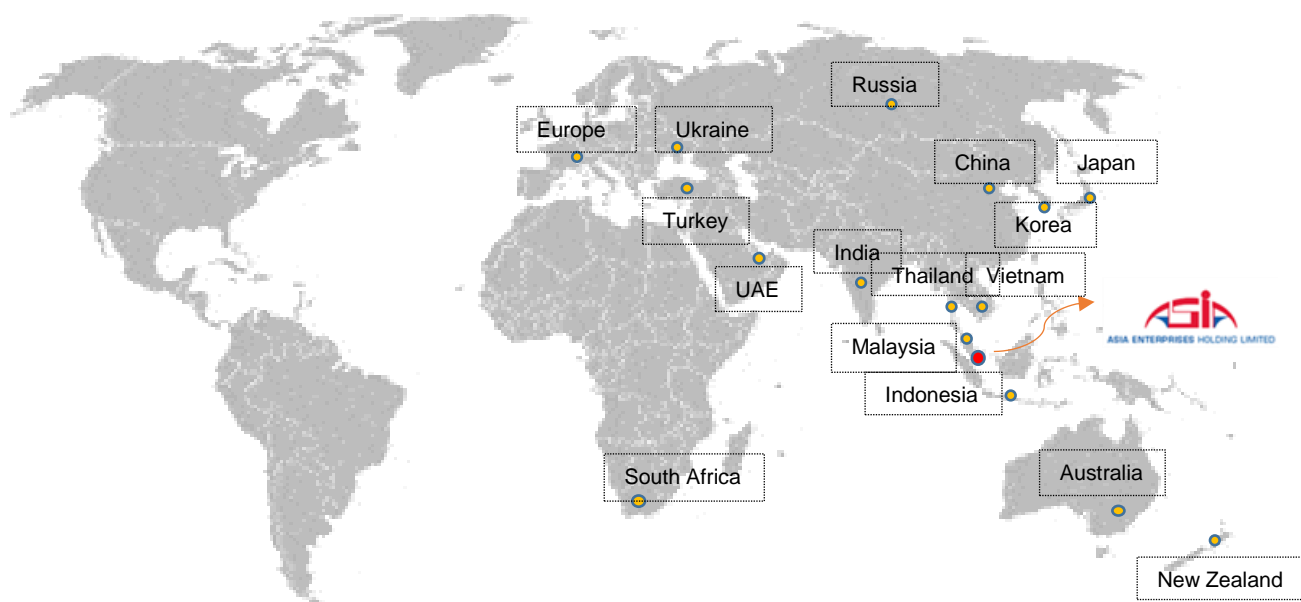 Russia
Europe
Ukraine
China
Japan
Turkey
Korea
India
Thailand
Vietnam
UAE
ASIA
ASIA ENTERPRISES HOLDING LIMITED
Malaysia
Indonesia
South Africa
Australia
New Zealand